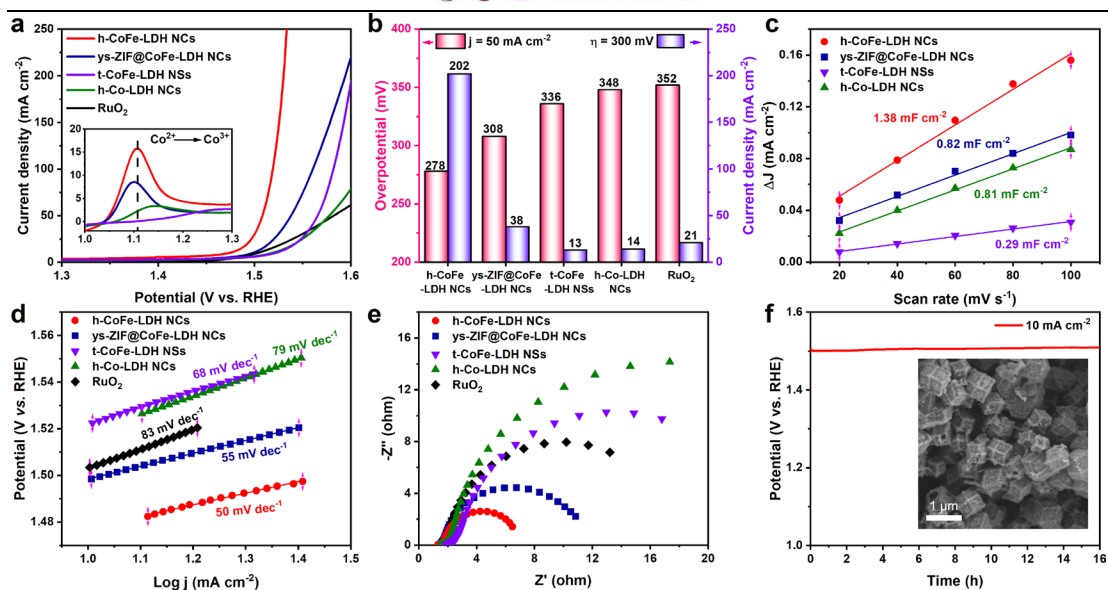 a
h-CoFe-LDH NCs
ys-ZIF@CoFe-LDH NCs
t-CoFe-LDH NSs
h-Co-LDH NCs
RuO₂
Co²⁺ → Co³⁺
20
15
10
5
0
1.0 1.1 1.2 1.3
250
200
150
100
50
0
1.3 1.4 1.5 1.6
Current density (mA cm⁻²)
Potential (V vs. RHE)
b
j = 50 mA cm⁻² η = 300 mV
400
350
300
250
200
Overpotential (mV)
278 202
308 38
336 13
348 14
352 21
250
200
150
100
50
0
Current density (mA cm⁻²)
h-CoFe -LDH NCs
ys-ZIF@CoFe -LDH NCs
t-CoFe -LDH NSs
h-Co-LDH NCs
RuO₂
c
h-CoFe-LDH NCs
ys-ZIF@CoFe-LDH NCs
t-CoFe-LDH NSs
h-Co-LDH NCs
1.38 mF cm⁻²
0.82 mF cm⁻²
0.81 mF cm⁻²
0.29 mF cm⁻²
0.16
0.12
0.08
0.04
0.00
20 40 60 80 100
ΔJ (mA cm⁻²)
Scan rate (mV s⁻¹)
d
h-CoFe-LDH NCs
ys-ZIF@CoFe-LDH NCs
79 mV dec⁻¹
68 mV dec⁻¹
83 mV dec⁻¹
55 mV dec⁻¹
50 mV dec⁻¹
1.56
1.54
1.52
1.50
1.48
0.9 1.0 1.1 1.2 1.3 1.4 1.5
Potential (V vs. RHE)
Log j (mA cm⁻²)
e
h-CoFe-LDH NCs
ys-ZIF@CoFe-LDH NCs
t-CoFe-LDH NSs
h-Co-LDH NCs
RuO₂
-16
-12
-8
-4
0
0 4 8 12 16 20
-Z'' (ohm)
Z' (ohm)
f
10 mA cm⁻²
1 μm
1.6
1.4
1.2
1.0
0 2 4 6 8 10 12 14 16
Potential (V vs. RHE)
Time (h)